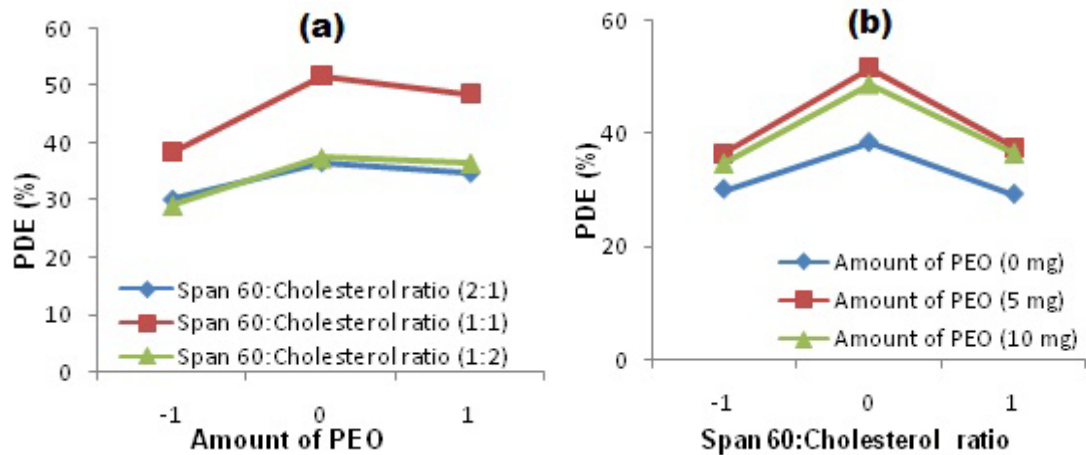 (a)
60
50
40
30
20
10
0
PDE (%)
Span 60:Cholesterol ratio (2:1)
Span 60:Cholesterol ratio (1:1)
Span 60:Cholesterol ratio (1:2)
-1 0 1
Amount of PEO
(b)
60
40
20
0
PDE (%)
Amount of PEO (0 mg)
Amount of PEO (5 mg)
Amount of PEO (10 mg)
-1 0 1
Span 60:Cholesterol ratio